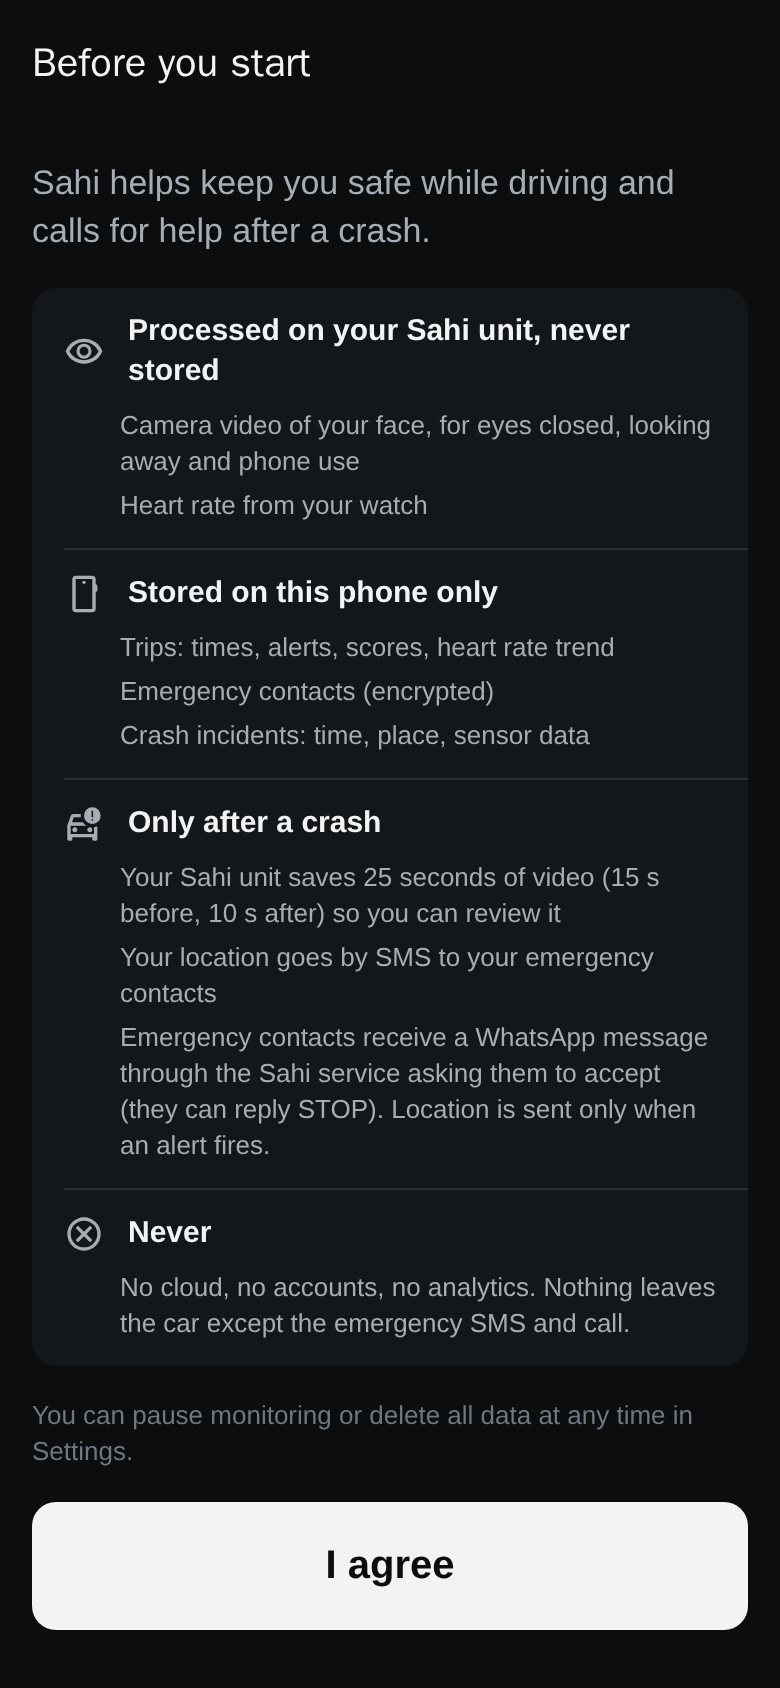 Before you start
Sahi helps keep you safe while driving and
calls for help after a crash.
Processed on your Sahi unit, never
stored
Camera video of your face, for eyes closed, looking
away and phone use
Heart rate from your watch
Stored on this phone only
Trips: times, alerts, scores, heart rate trend
Emergency contacts (encrypted)
Crash incidents: time, place, sensor data
Only after a crash
Your Sahi unit saves 25 seconds of video (15 s
before, 10 s after) so you can review it
Your location goes by SMS to your emergency
contacts
Emergency contacts receive a WhatsApp message
through the Sahi service asking them to accept
(they can reply STOP). Location is sent only when
an alert fires.
Never
No cloud, no accounts, no analytics. Nothing leaves
the car except the emergency SMS and call.
You can pause monitoring or delete all data at any time in
Settings.
I agree